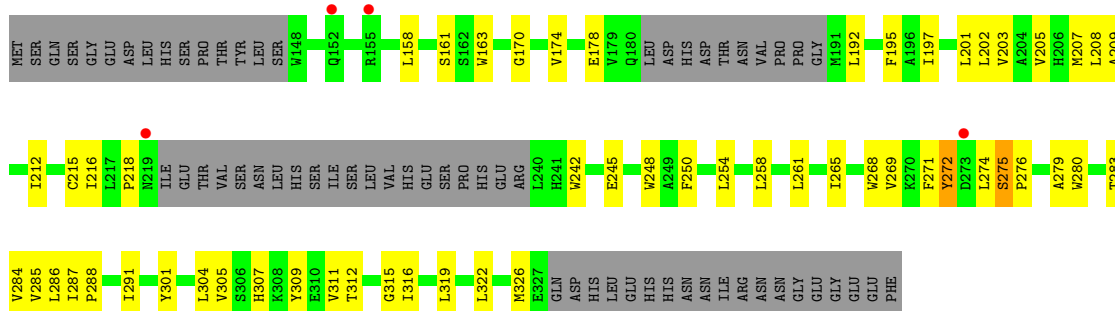 MET SER GLN SER GLY GLU ASP LEU HIS SER PRO THR TYR LEU SER W148 Q152 R155 L158 S161 S162 W163 G170 V174 E178 V179 Q180 LEU ASP HIS ASP THR ASN VAL PRO PRO GLY M191 L192 F195 A196 I197 L201 L202 V203 A204 V205 H206 M207 L208 A209
I212 C215 I216 L217 P218 N219 ILE GLU THR VAL SER ASN LEU HIS SER ILE SER LEU VAL HIS GLU SER PRO HIS GLU ARG L240 H241 W242 E245 W248 A249 F250 L254 L258 L261 I265 W268 V269 K270 F271 Y272 D273 L274 S275 P276 A279 W280 T283
V284 V285 L286 I287 P288 I291 Y301 L304 V305 S306 H307 K308 Y309 E310 V311 T312 G315 I316 L319 L322 M326 E327 GLN ASP HIS LEU GLU HIS HIS ASN ASN ILE ARG ASN ASN GLY GLU GLY GLU GLU PHE